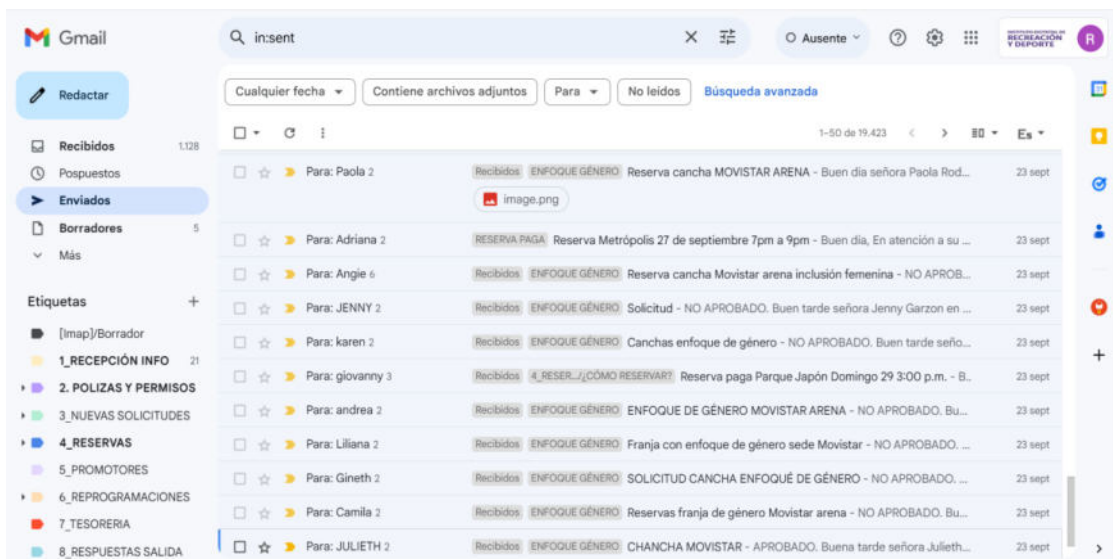 Gmail
in:sent
Ausente
INSTITUTO DISTRITAL DE
RECREACIÓN
Y DEPORTE
R
Redactar
Cualquier fecha
Contiene archivos adjuntos
Para
No leídos
Búsqueda avanzada
1–50 de 19.423
Es
Recibidos 1.128
Pospuestos
Enviados
Borradores 5
Más
Etiquetas
[Imap]/Borrador
1_RECEPCIÓN INFO 21
2. POLIZAS Y PERMISOS
3_NUEVAS SOLICITUDES
4_RESERVAS
5_PROMOTORES
6_REPROGRAMACIONES
7_TESORERIA
8_RESPUESTAS SALIDA
Para: Paola 2 Recibidos ENFOQUE GÉNERO Reserva cancha MOVISTAR ARENA - Buen dia señora Paola Rod... 23 sept
image.png
Para: Adriana 2 RESERVA PAGA Reserva Metrópolis 27 de septiembre 7pm a 9pm - Buen día, En atención a su ... 23 sept
Para: Angie 6 Recibidos ENFOQUE GÉNERO Reserva cancha Movistar arena inclusión femenina - NO APROB... 23 sept
Para: JENNY 2 Recibidos ENFOQUE GÉNERO Solicitud - NO APROBADO. Buen tarde señora Jenny Garzon en ... 23 sept
Para: karen 2 Recibidos ENFOQUE GÉNERO Canchas enfoque de género - NO APROBADO. Buen tarde seño... 23 sept
Para: giovanny 3 Recibidos 4_RESER.../¿CÓMO RESERVAR? Reserva paga Parque Japón Domingo 29 3:00 p.m. - B... 23 sept
Para: andrea 2 Recibidos ENFOQUE GÉNERO ENFOQUE DE GÉNERO MOVISTAR ARENA - NO APROBADO. Bu... 23 sept
Para: Liliana 2 Recibidos ENFOQUE GÉNERO Franja con enfoque de género sede Movistar - NO APROBADO. ... 23 sept
Para: Gineth 2 Recibidos ENFOQUE GÉNERO SOLICITUD CANCHA ENFOQUÉ DE GÉNERO - NO APROBADO. ... 23 sept
Para: Camila 2 Recibidos ENFOQUE GÉNERO Reservas franja de género Movistar arena - NO APROBADO. Bu... 23 sept
Para: JULIETH 2 Recibidos ENFOQUE GÉNERO CHANCHA MOVISTAR - APROBADO. Buena tarde señora Julieth... 23 sept